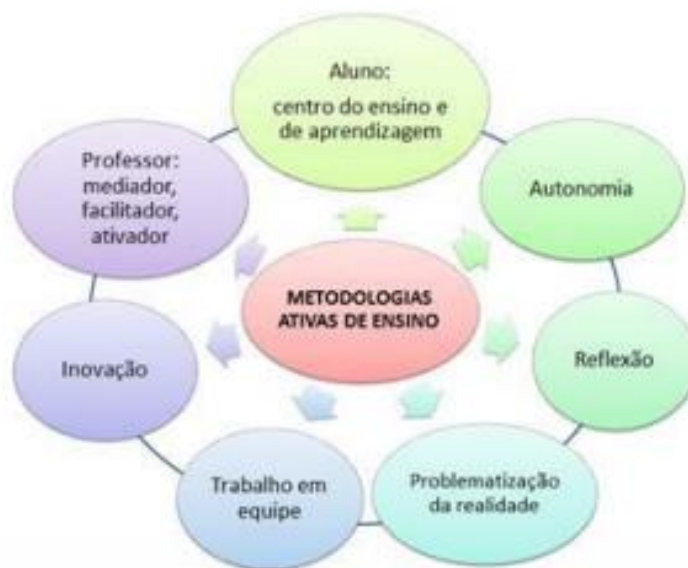 Aluno:
centro do ensino e
de aprendizagem
Autonomia
Reflexão
Problematização
da realidade
Trabalho em
equipe
Inovação
Professor:
mediador,
facilitador,
ativador
METODOLOGIAS
ATIVAS DE ENSINO